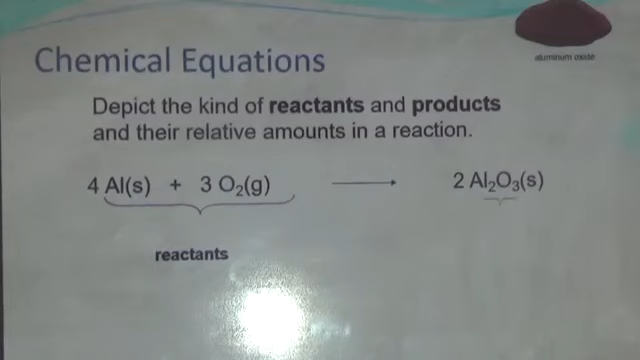 aluminum oxide
Chemical Equations
Depict the kind of reactants and products
and their relative amounts in a reaction.
4 Al(s) + 3 O₂(g) → 2 Al₂O₃(s)
reactants